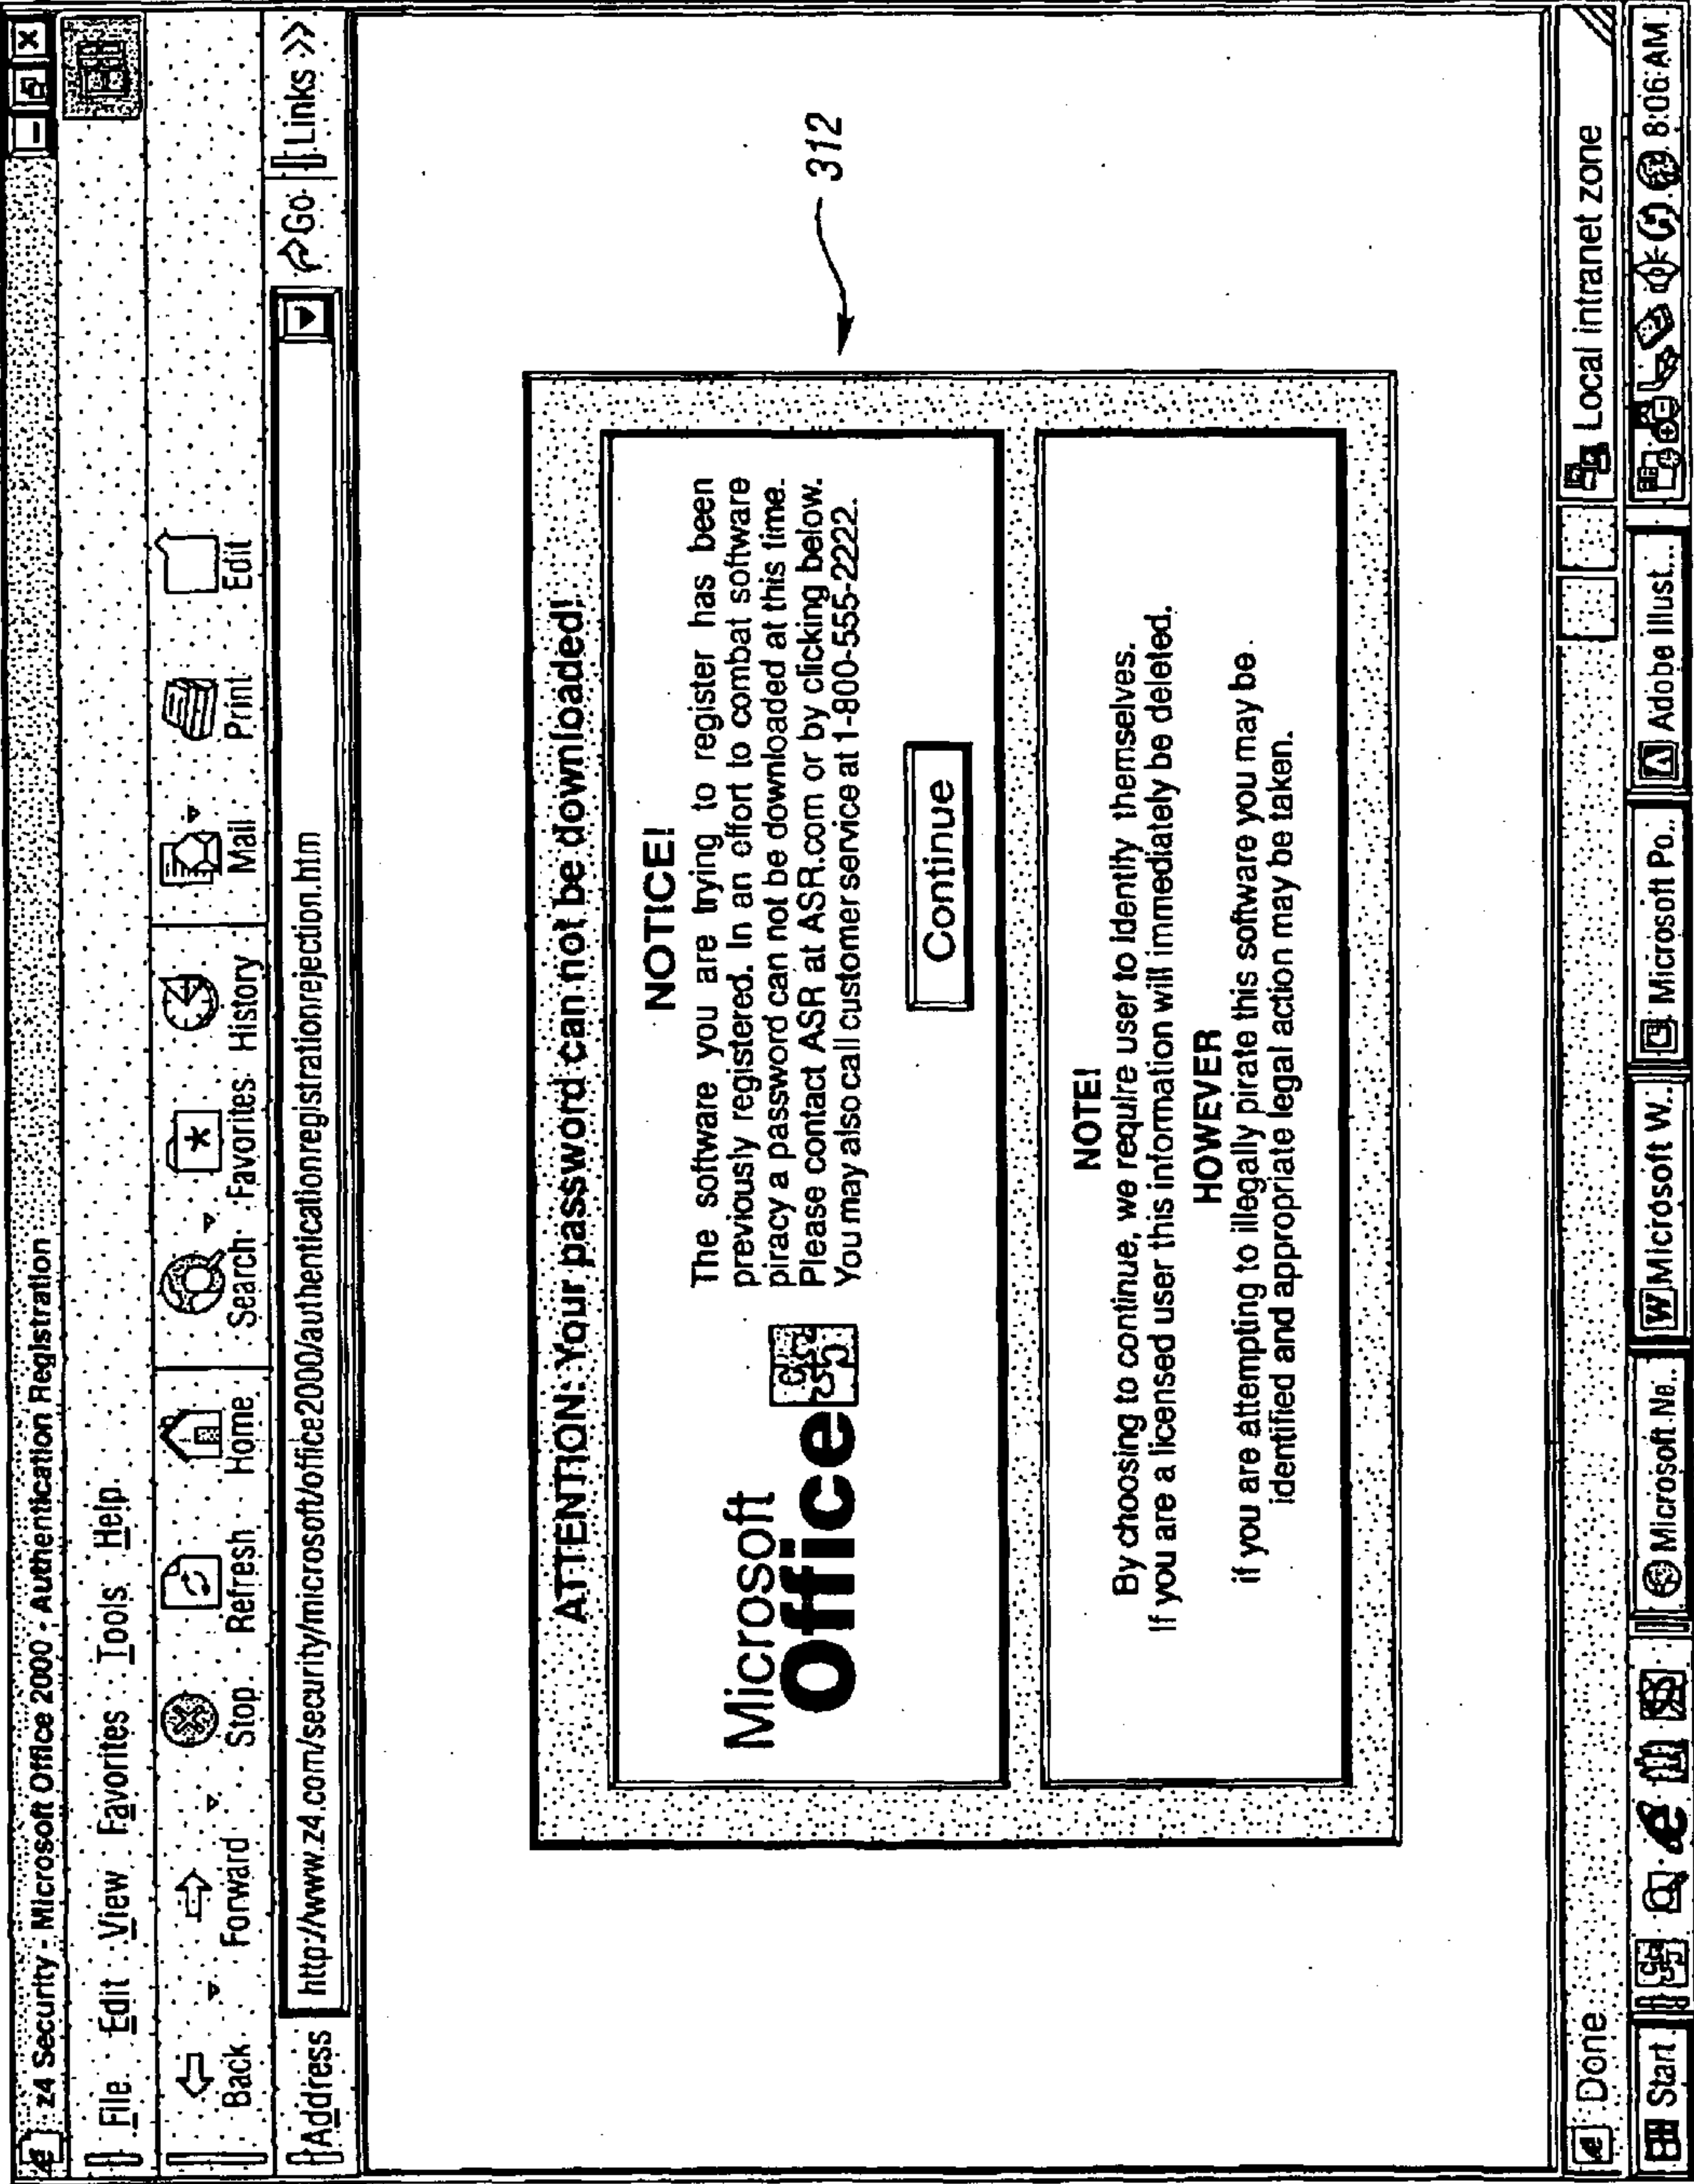 z4 Security - Microsoft Office 2000 - Authentication Registration
File Edit View Favorites Tools Help
Back Forward Stop Refresh Home Search Favorites History Mail Print Edit
Address http://www.z4.com/security/microsoft/office2000/authenticationregistrationrejection.htm Go Links >>
ATTENTION: Your password can not be downloaded!
Microsoft
Office
NOTICE!
The software you are trying to register has been
previously registered. In an effort to combat software
piracy a password can not be downloaded at this time.
Please contact ASR at ASR.com or by clicking below.
You may also call customer service at 1-800-555-2222.
Continue
312
NOTE!
By choosing to continue, we require user to identify themselves.
If you are a licensed user this information will immediately be deleted.
HOWEVER
if you are attempting to illegally pirate this software you may be
identified and appropriate legal action may be taken.
Done Local intranet zone
Start Microsoft Ne.. Microsoft W.. Microsoft Po.. Adobe Illust... 8:06 AM